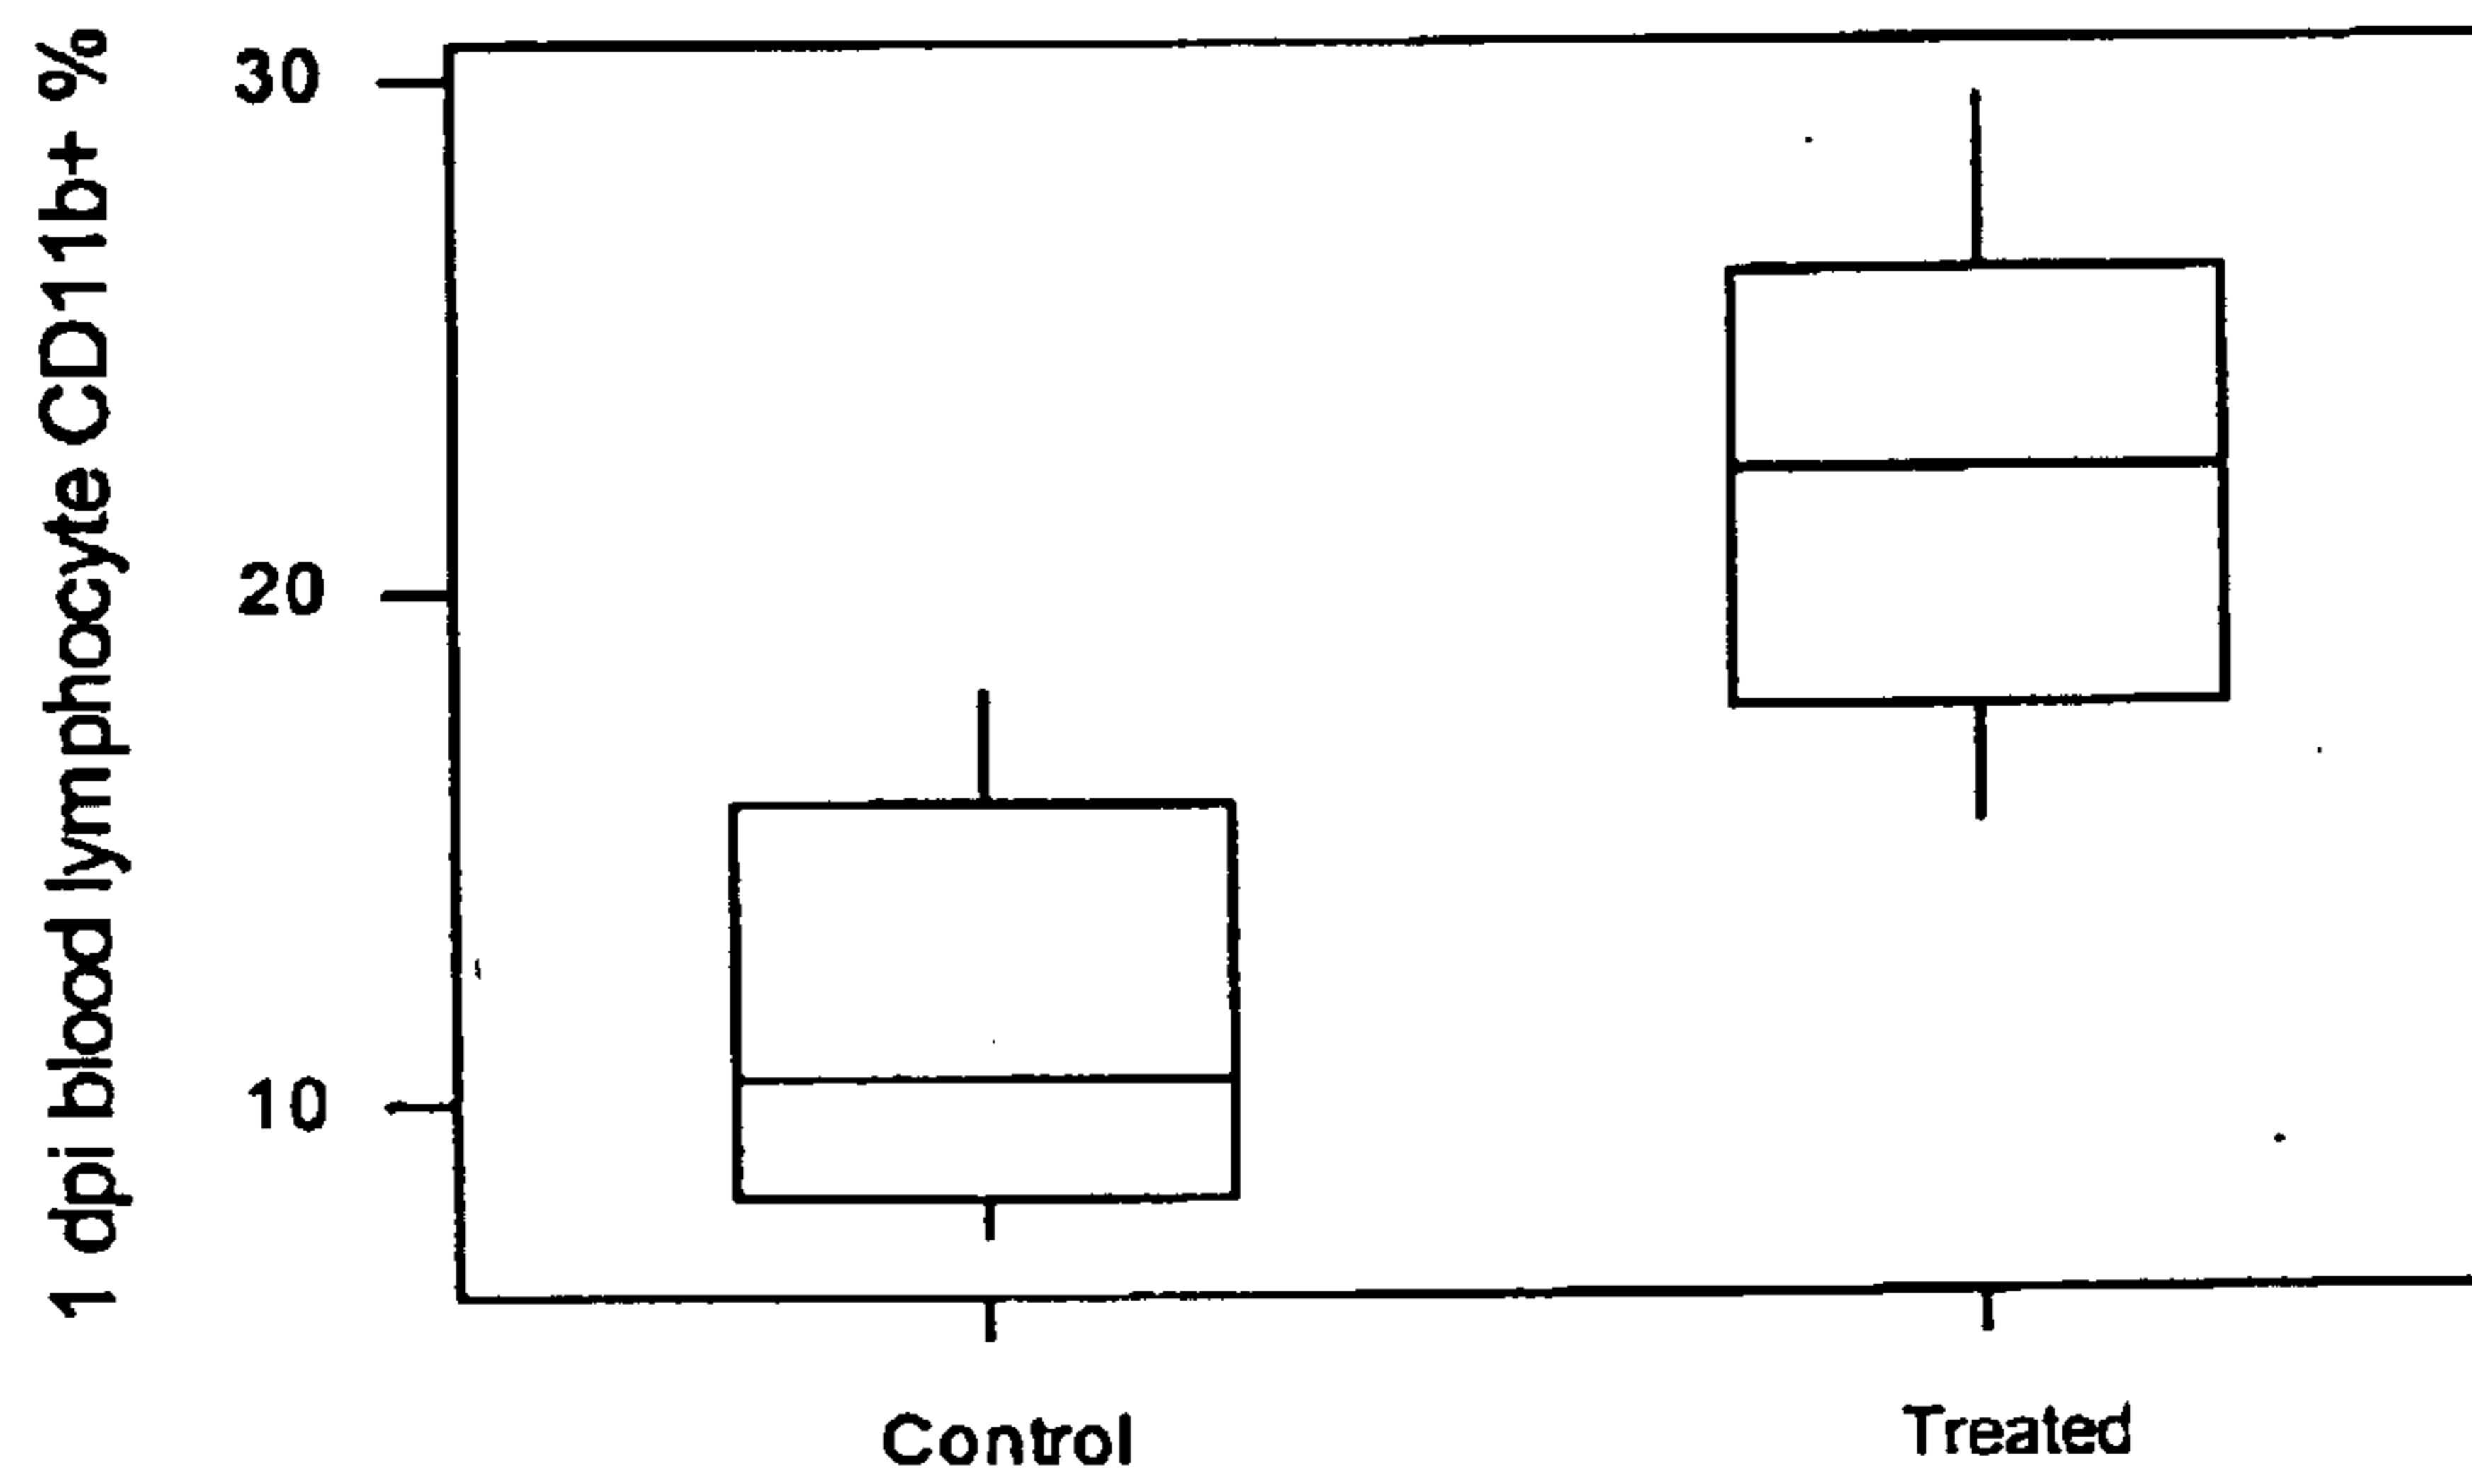 1 dpi blood lymphocyte CD11b+ %
30
20
10
Control
Treated